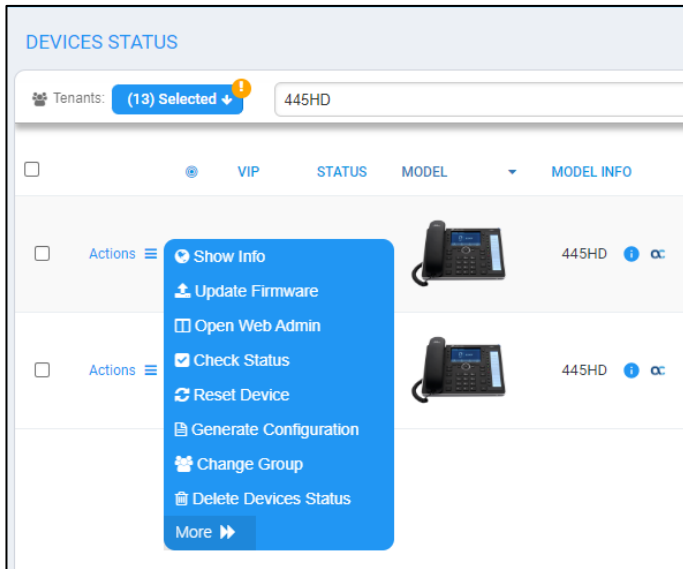 DEVICES STATUS
Tenants: (13) Selected 445HD
VIP STATUS MODEL MODEL INFO
Actions 445HD
Show Info
Update Firmware
Open Web Admin
Check Status
Actions 445HD
Reset Device
Generate Configuration
Change Group
Delete Devices Status
More